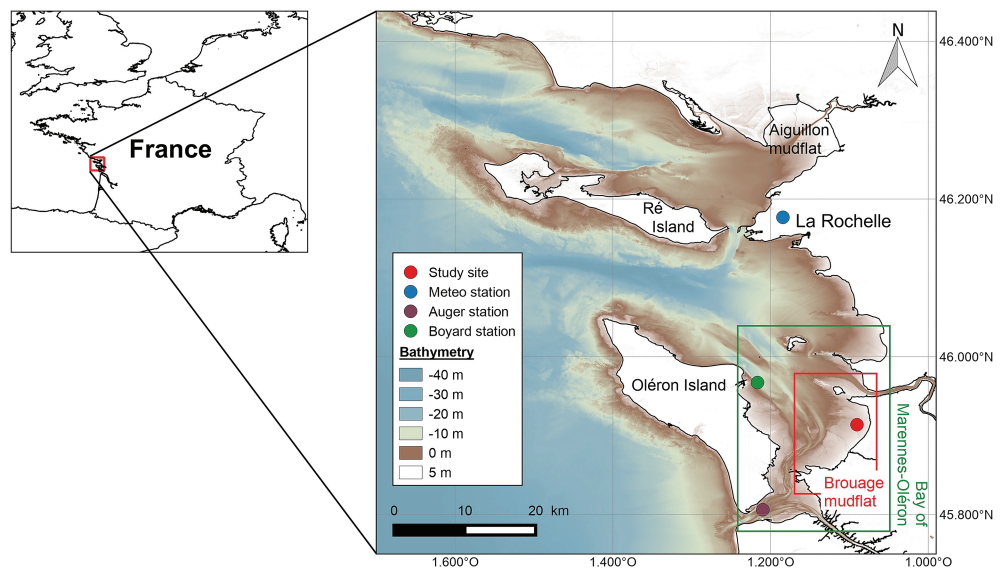 France
N
46.400°N
Aiguillon
mudflat
46.200°N
Ré
Island
La Rochelle
Study site
Meteo station
Auger station
Boyard station
Bathymetry
-40 m
-30 m
-20 m
-10 m
0 m
5 m
46.000°N
Oléron Island
Bay of
Marennes-Oléron
Brouage
mudflat
45.800°N
0 10 20 km
1.600°O 1.400°O 1.200°O 1.000°O